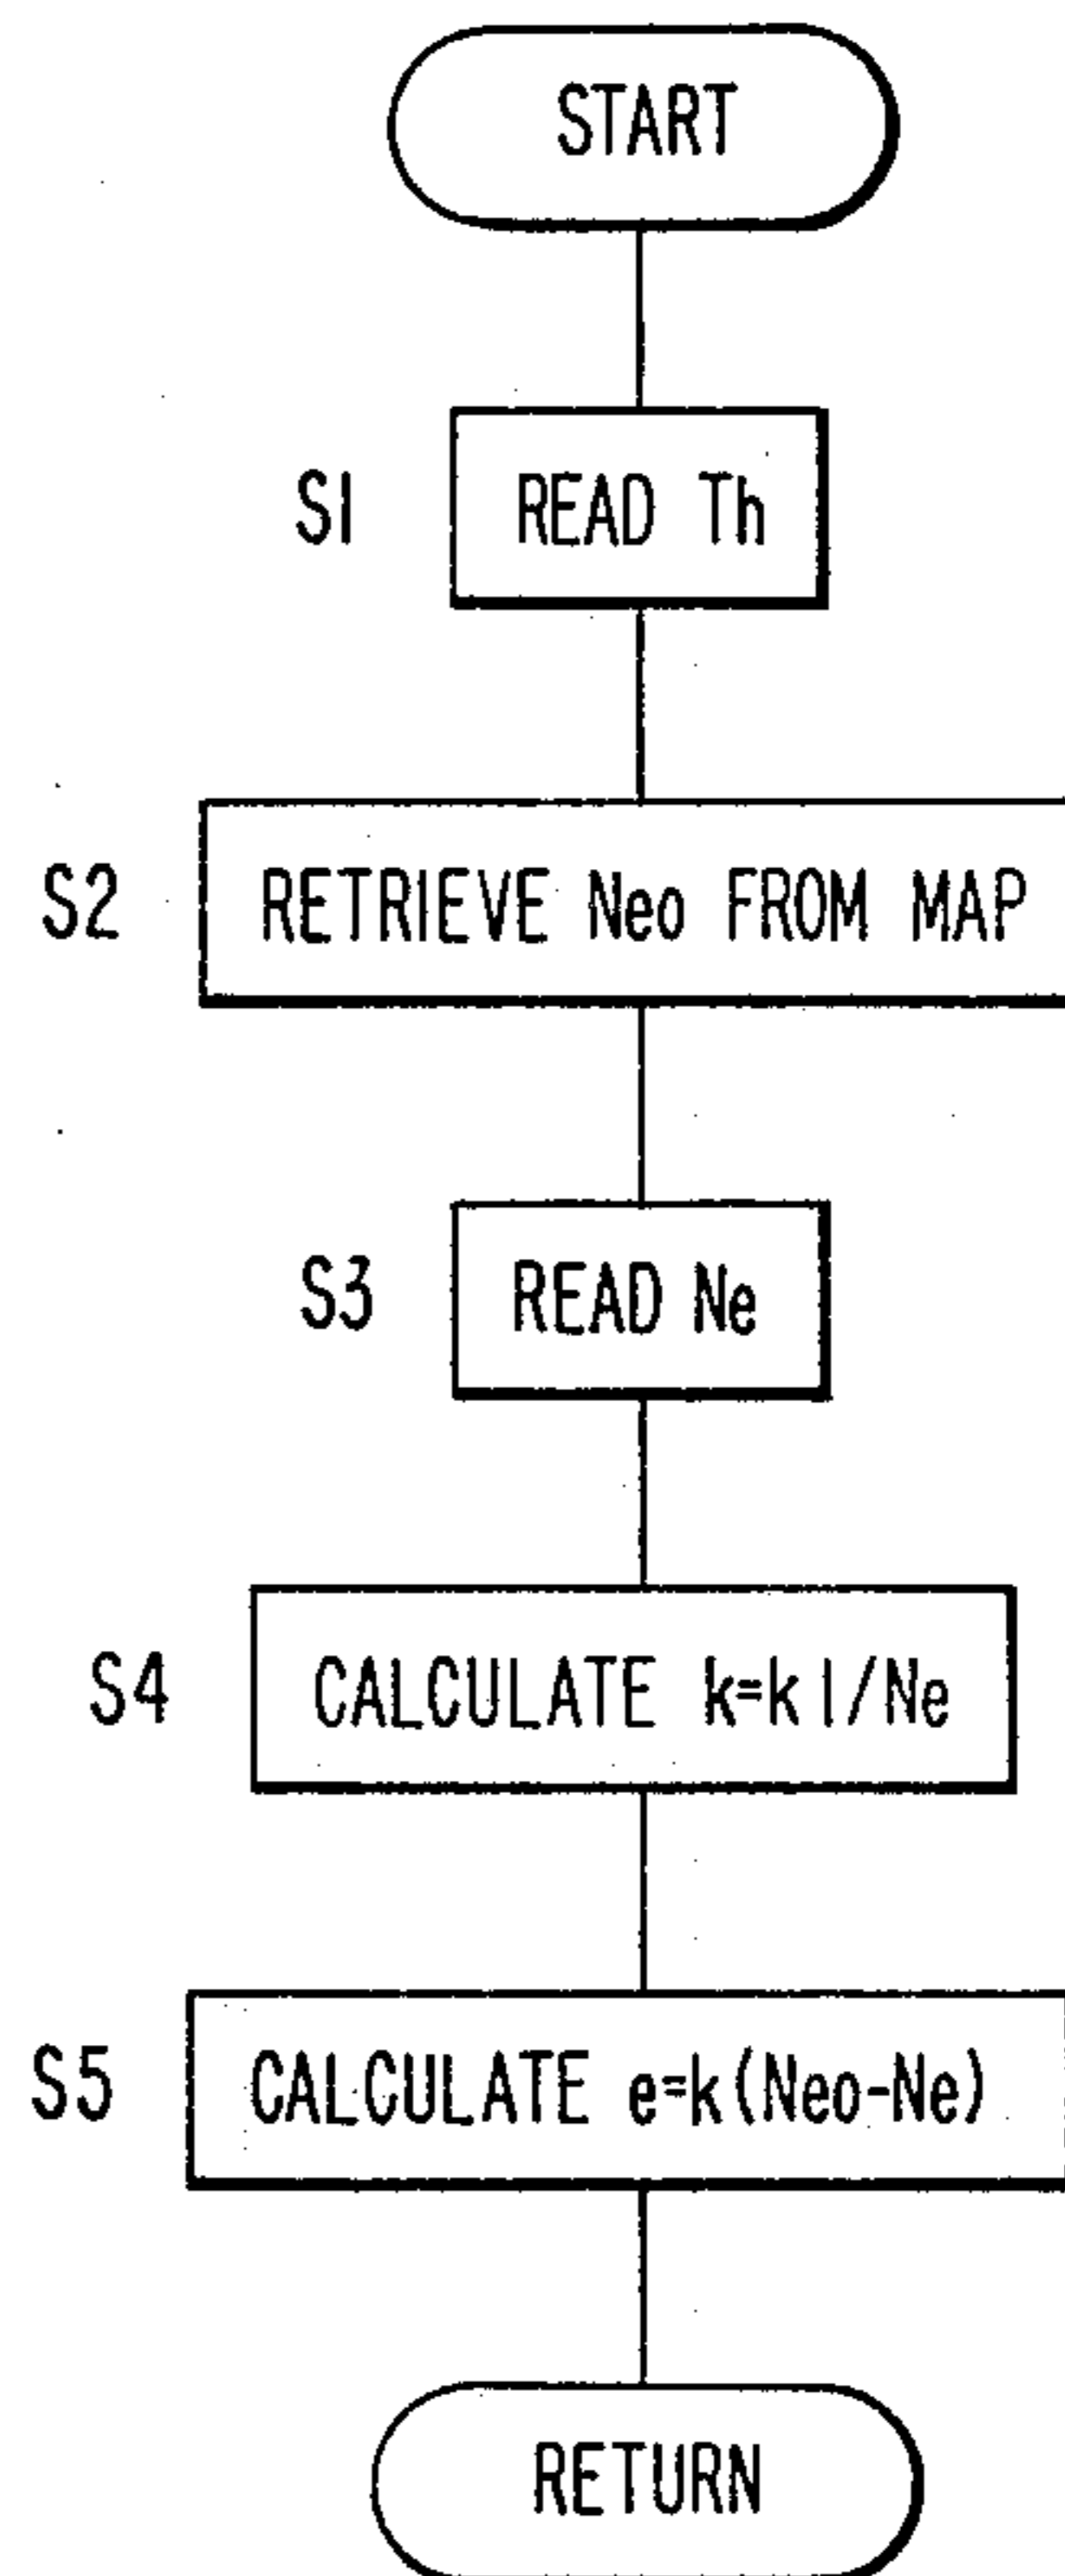 START
S1 READ Th
S2 RETRIEVE Neo FROM MAP
S3 READ Ne
S4 CALCULATE k=k1/Ne
S5 CALCULATE e=k(Neo-Ne)
RETURN